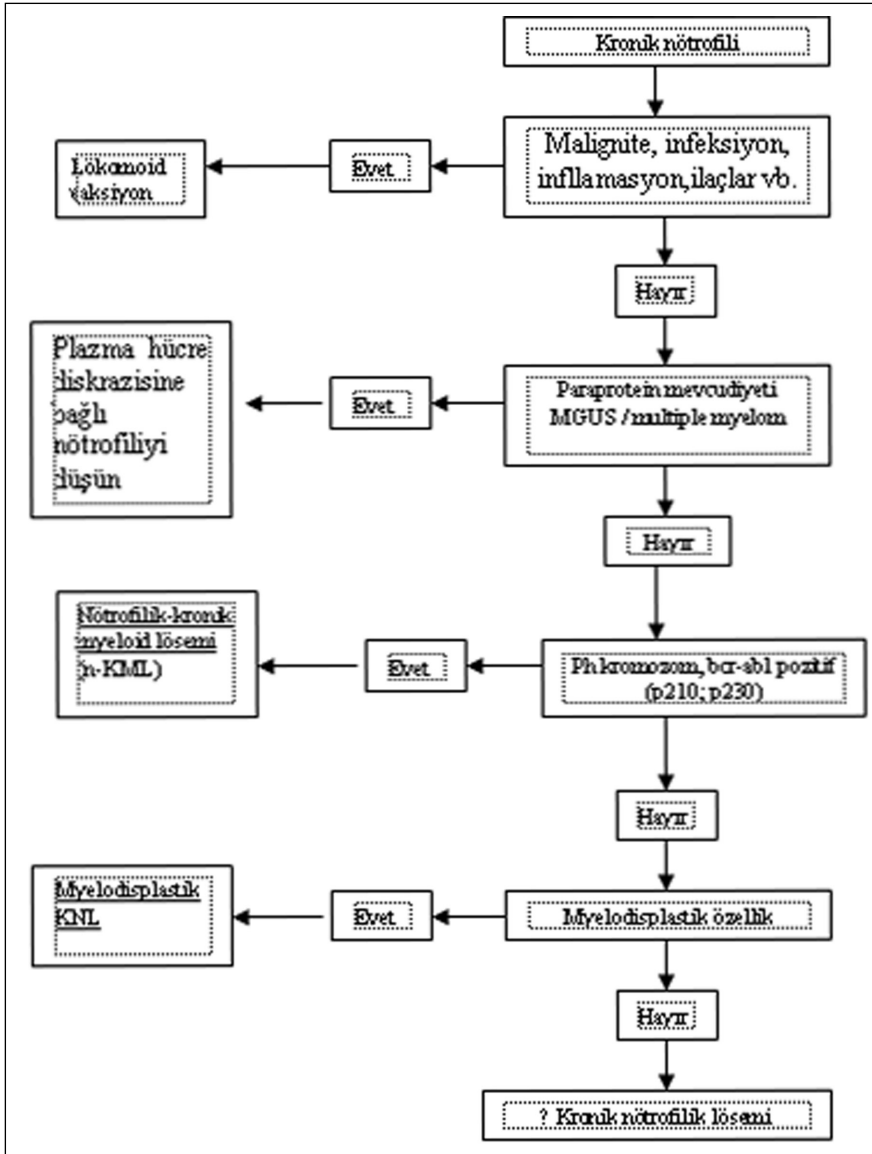 Kronik nötrofili
Malignite, infeksiyon,
infllamasyon,ilaçlar vb.
Evet
Lökomoid
vaksiyon
Hayır
Paraprotein mevcudiyeti
MGUS / multiple myelom
Evet
Plazma hücre
diskrazisine
bağlı
nötrofiliyi
düşün
Hayır
Ph kromozom, bcr-abl pozitif
(p210; p230)
Evet
Nötrofilik-kronik
myeloid lösemi
(n-KML)
Hayır
Myelodisplastik özellik
Evet
Myelodisplastik
KNL
Hayır
? Kronik nötrofilik lösemi